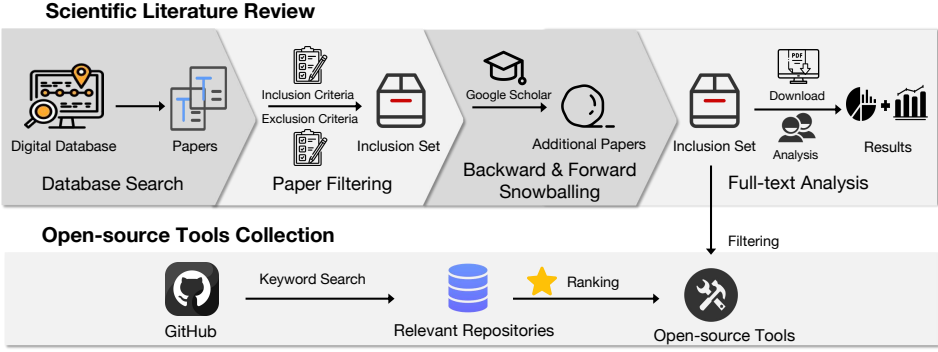 Scientific Literature Review
Digital Database
T
T
Papers
Database Search
Inclusion Criteria
Exclusion Criteria
Inclusion Set
Paper Filtering
Google Scholar
Additional Papers
Backward & Forward
Snowballing
Inclusion Set
PDF
Download
Analysis
Results
Full-text Analysis
Filtering
Open-source Tools Collection
GitHub
Keyword Search
Relevant Repositories
Ranking
Open-source Tools